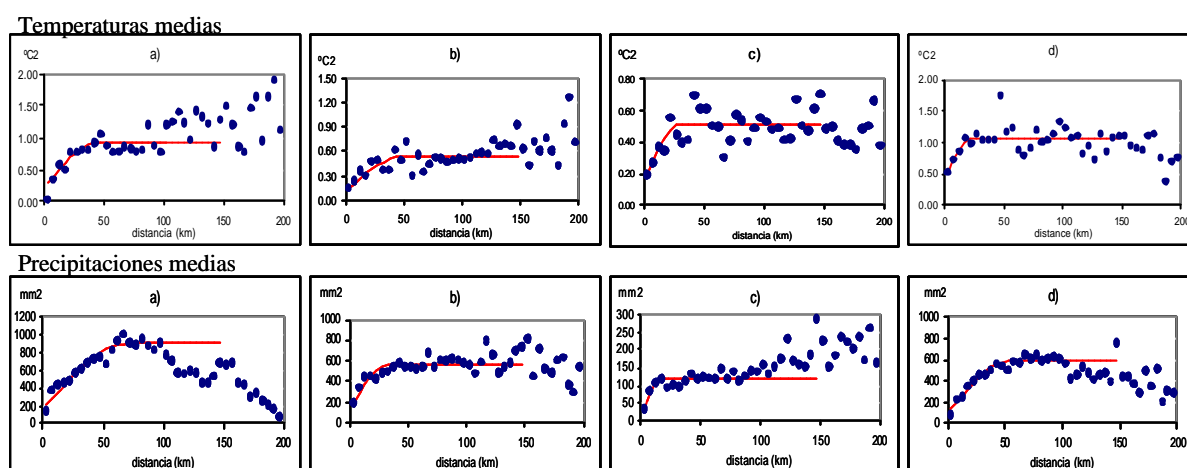 Temperaturas medias
ºC2 a)
2.00
1.50
1.00
0.50
0.00
0 50 100 150 200
distancia (km)
b)
ºC2
1.50
1.20
0.90
0.60
0.30
0.00
0 50 100 150 200
distancia (km)
ºC2 c)
0.80
0.60
0.40
0.20
0.00
0 50 100 150 200
distancia (km)
ºC2 d)
2.00
1.50
1.00
0.50
0.00
0 50 100 150 200
distance (km)
Precipitaciones medias
mm2 a)
1200
1000
800
600
400
200
0
0 50 100 150 200
distancia (km)
mm2 b)
1000
800
600
400
200
0
0 50 100 150 200
distancia (km)
mm2 c)
300
250
200
150
100
50
0
0 50 100 150 200
distancia (km)
mm2 d)
1000
800
600
400
200
0
0 50 100 150 200
distancia (km)